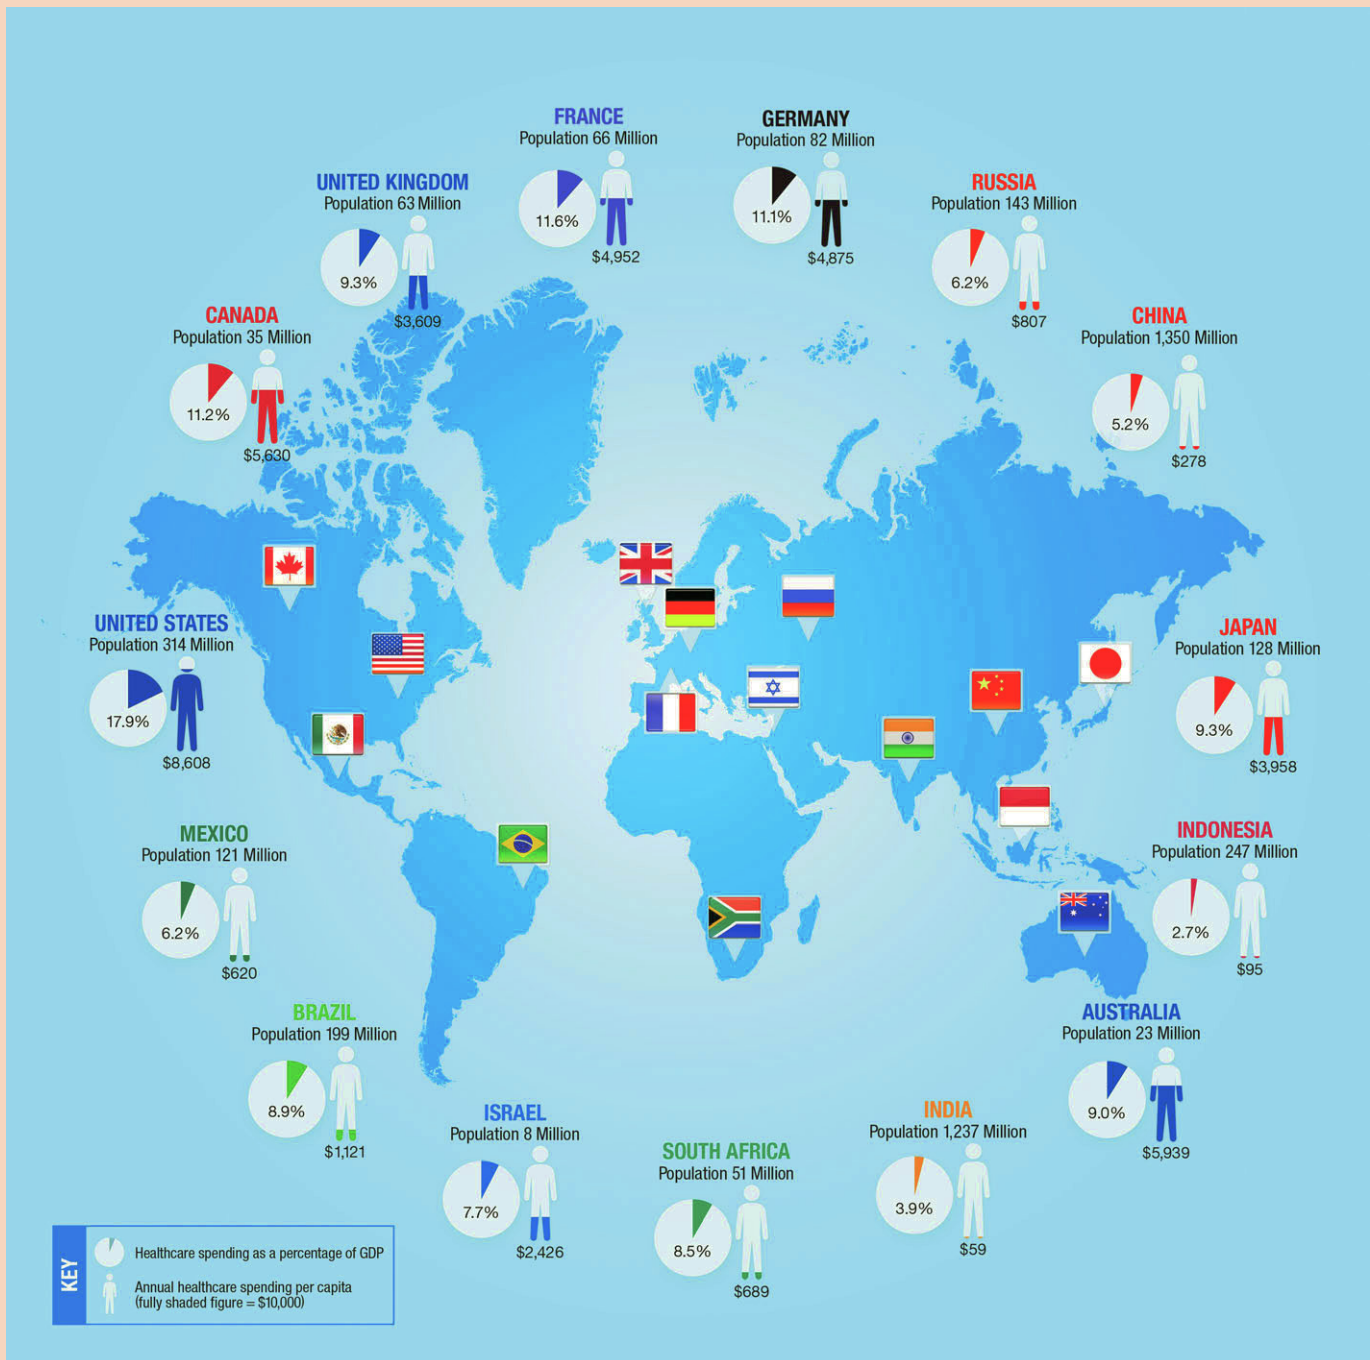 FRANCE
Population 66 Million
11.6%
$4,952
GERMANY
Population 82 Million
11.1%
$4,875
UNITED KINGDOM
Population 63 Million
9.3%
$3,609
RUSSIA
Population 143 Million
6.2%
$807
CANADA
Population 35 Million
11.2%
$5,630
CHINA
Population 1,350 Million
5.2%
$278
UNITED STATES
Population 314 Million
17.9%
$8,608
JAPAN
Population 128 Million
9.3%
$3,958
MEXICO
Population 121 Million
6.2%
$620
INDONESIA
Population 247 Million
2.7%
$95
BRAZIL
Population 199 Million
8.9%
$1,121
AUSTRALIA
Population 23 Million
9.0%
$5,939
ISRAEL
Population 8 Million
7.7%
$2,426
SOUTH AFRICA
Population 51 Million
8.5%
$689
INDIA
Population 1,237 Million
3.9%
$59
KEY
Healthcare spending as a percentage of GDP
Annual healthcare spending per capita
(fully shaded figure = $10,000)